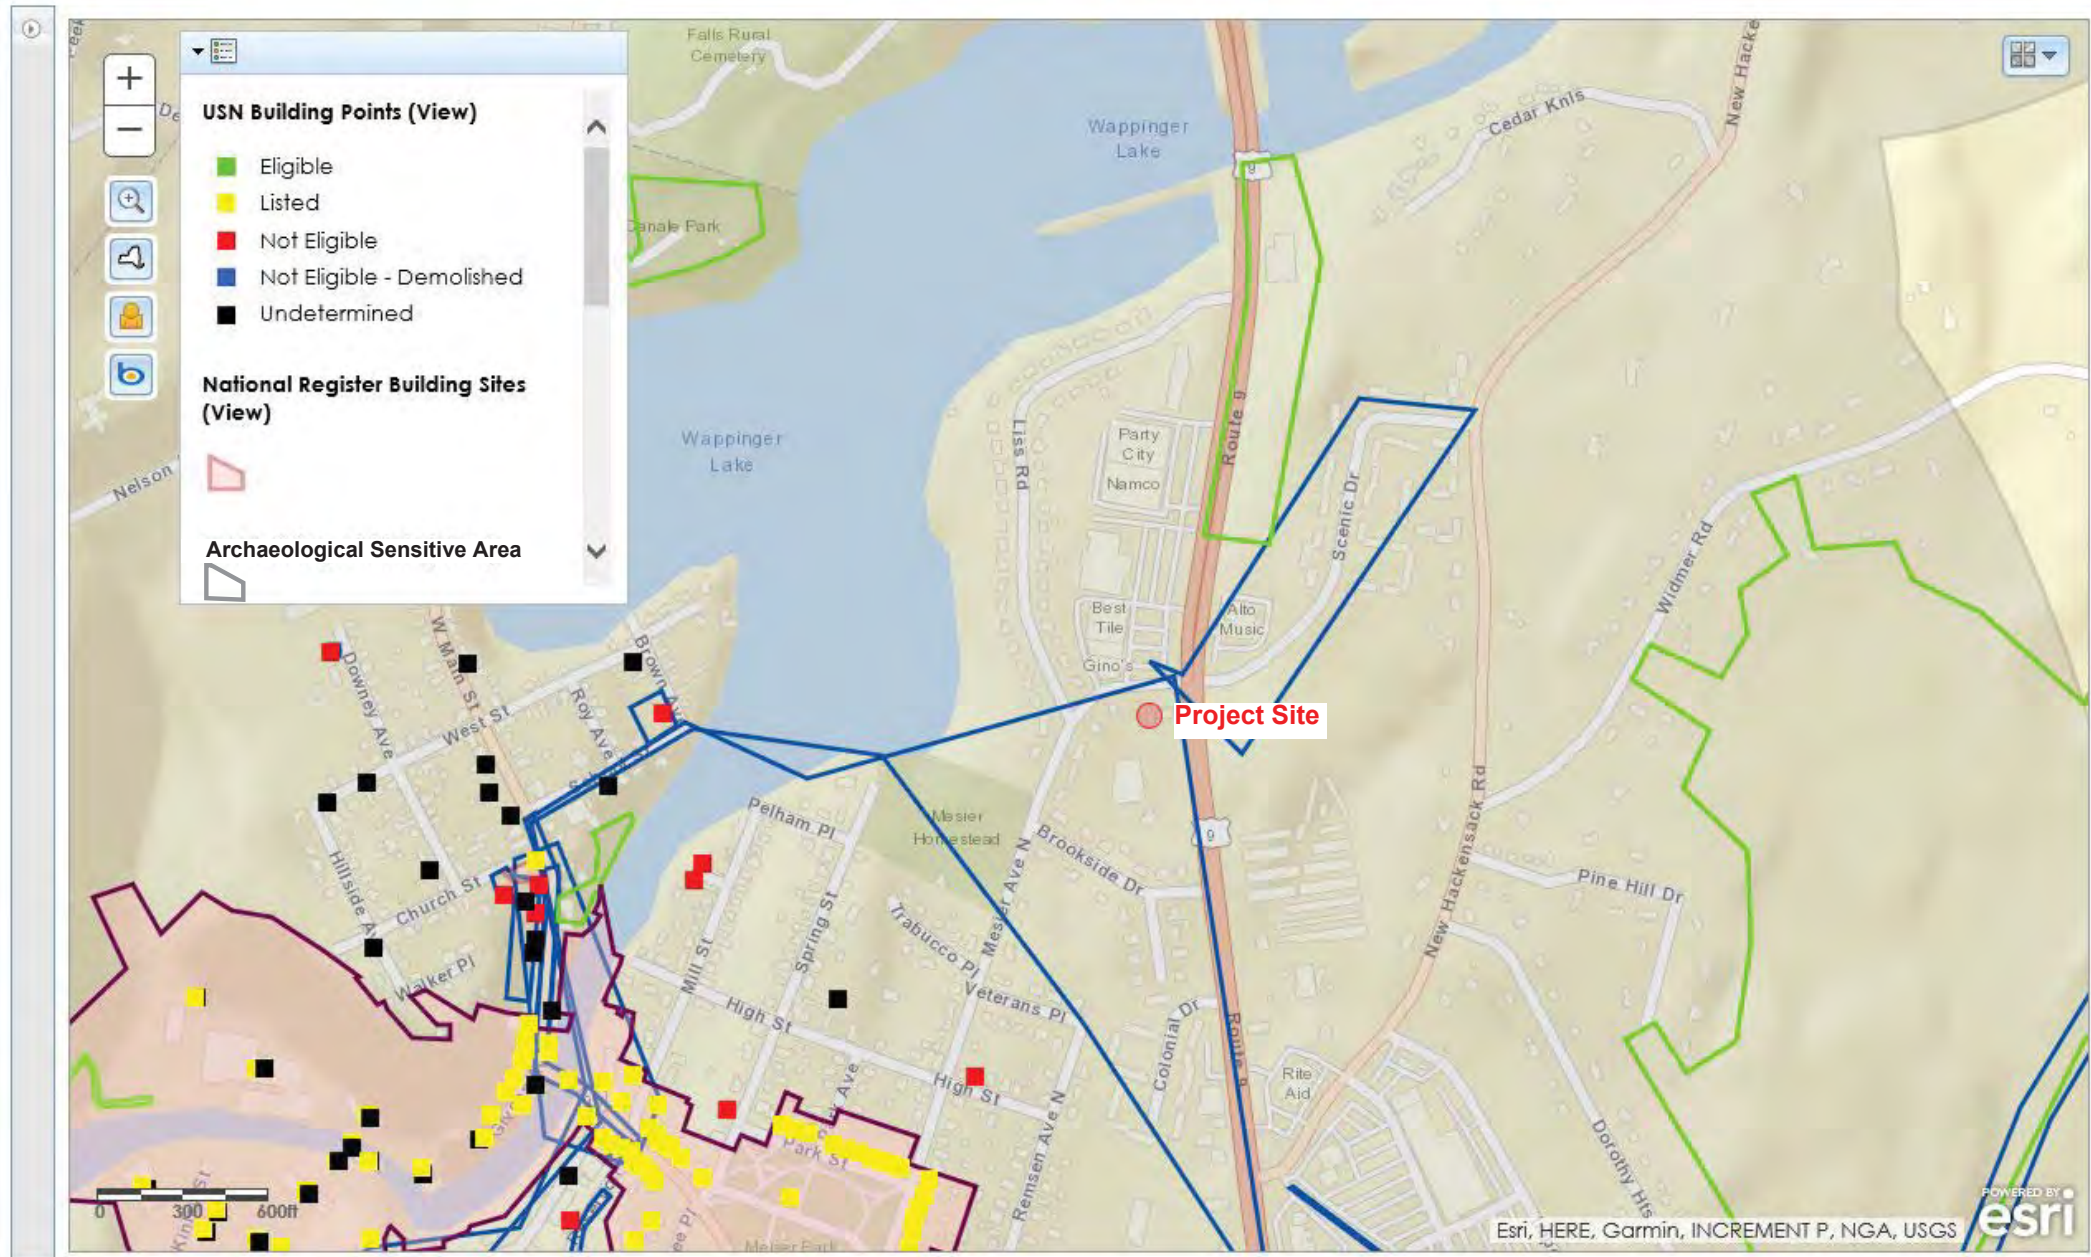 USN Building Points (View)
Eligible
Listed
Not Eligible
Not Eligible - Demolished
Undetermined
National Register Building Sites
(View)
Archaeological Sensitive Area
Falls Rural
Cemetery
Wappinger
Lake
9
Cedar Knls
New Hacke
Canale Park
Nelson
Wappinger
Lake
Liss Rd
Party
City
Namco
Route 9
Scenic Dr
Best
Tile
Alto
Music
Gino's
Project Site
Widmer Rd
W Main St
Brown Av
Downey Ave
West St
Roy Ave
Pelham Pl
Mesier
Homestead
9
Mesier Ave N
Brookside Dr
New Hackensack Rd
Pine Hill Dr
Hillside Av
Church St
Walker Pl
Mill St
Spring St
Trabucco Pl
Veterans Pl
High St
High St
Colonial Dr
Route 9
Rite
Aid
Remsen Ave N
Dorothy Hts
Park St
Mesier Park
0 300 600ft
Esri, HERE, Garmin, INCREMENT P, NGA, USGS
POWERED BY
esri